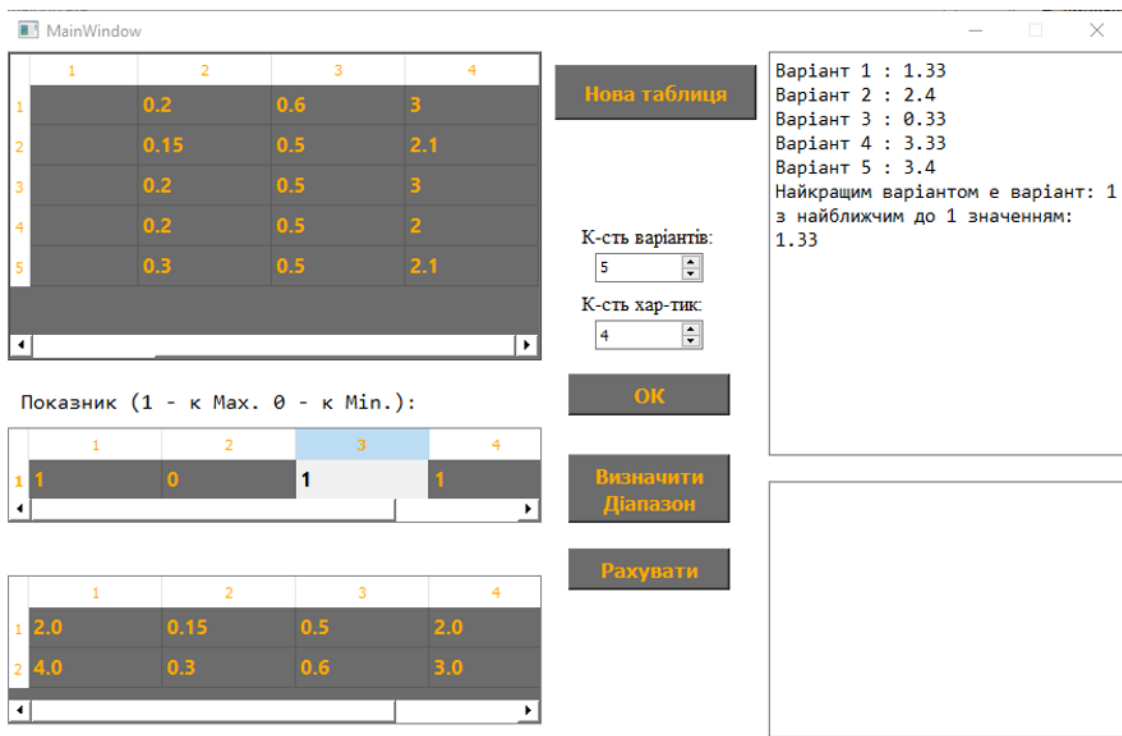 MainWindow
1 2 3 4
1 0.2 0.6 3
2 0.15 0.5 2.1
3 0.2 0.5 3
4 0.2 0.5 2
5 0.3 0.5 2.1
Показник (1 - к Max. 0 - к Min.):
1 2 3 4
1 1 0 1 1
1 2 3 4
1 2.0 0.15 0.5 2.0
2 4.0 0.3 0.6 3.0
Нова таблиця
К-сть варіантів:
5
К-сть хар-тик:
4
OK
Визначити
Діапазон
Рахувати
Варіант 1 : 1.33
Варіант 2 : 2.4
Варіант 3 : 0.33
Варіант 4 : 3.33
Варіант 5 : 3.4
Найкращим варіантом е варіант: 1
з найближчим до 1 значенням:
1.33